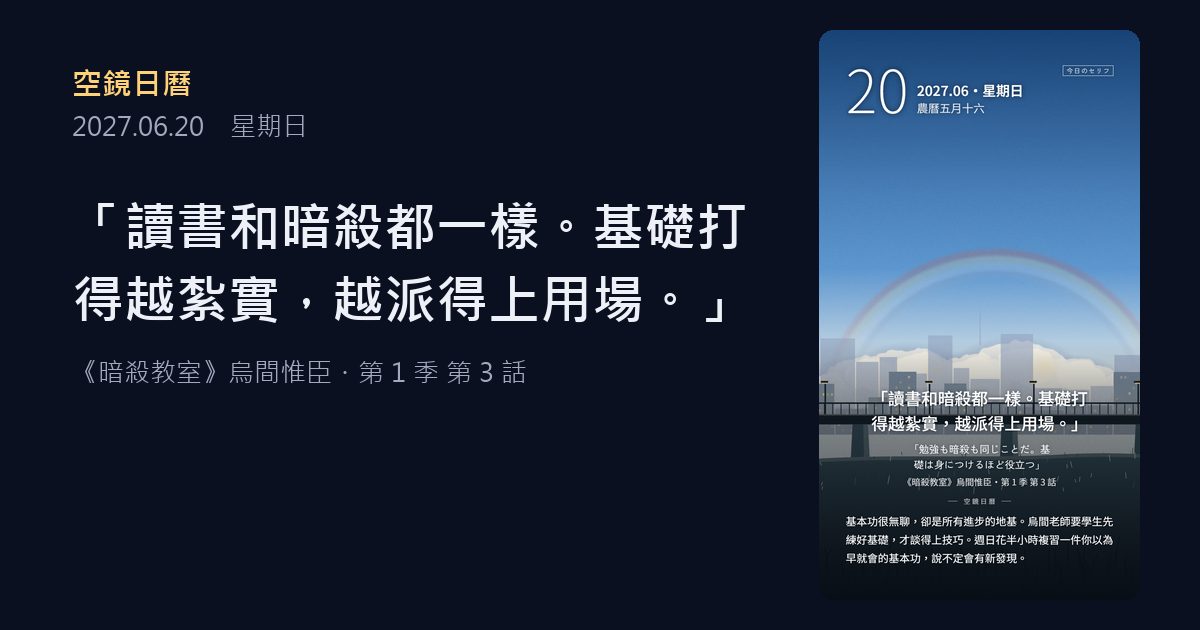 空鏡日曆
2027.06.20　星期日
「讀書和暗殺都一樣。基礎打
得越紮實，越派得上用場。」
《暗殺教室》烏間惟臣・第 1 季 第 3 話
20
2027.06・星期日
農曆五月十六
今日のセリフ
「讀書和暗殺都一樣。基礎打
得越紮實，越派得上用場。」
「勉強も暗殺も同じことだ。基
礎は身につけるほど役立つ」
《暗殺教室》烏間惟臣・第 1 季 第 3 話
— 空鏡日曆 —
基本功很無聊，卻是所有進步的地基。烏間老師要學生先
練好基礎，才談得上技巧。週日花半小時複習一件你以為
早就會的基本功，說不定會有新發現。